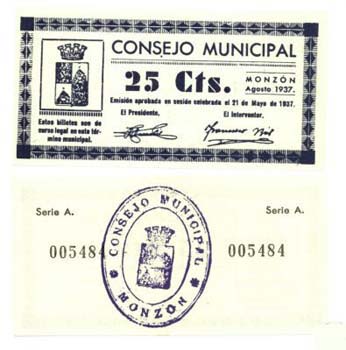 CONSEJO MUNICIPAL
25 Cts.
MONZÓN
Agosto 1937.
Emisión aprobada en sesión celebrada el 21 de Mayo de 1937.
El Presidente,
El Interventor,
Estos billetes son de
curso legal en este tér-
mino municipal.
Serie A.
Serie A.
005484
005484
CONSEJO MUNICIPAL
MONZON